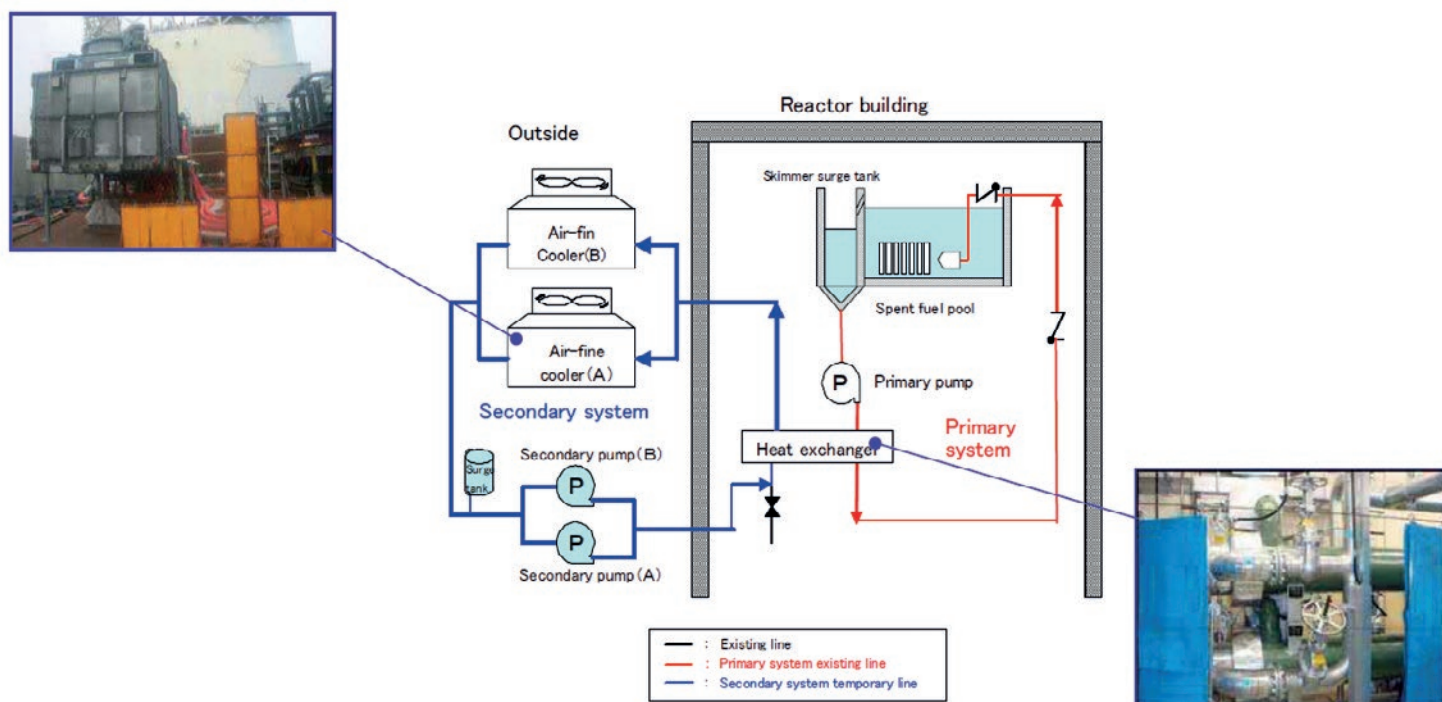 Reactor building
Outside
Skimmer surge tank
Air-fin
Cooler(B)
Spent fuel pool
Air-fine
cooler(A)
P
Primary pump
Secondary system
Primary
system
Heat exchanger
Surge
tank
Secondary pump(B)
P
P
Secondary pump(A)
: Existing line
: Primary system existing line
: Secondary system temporary line